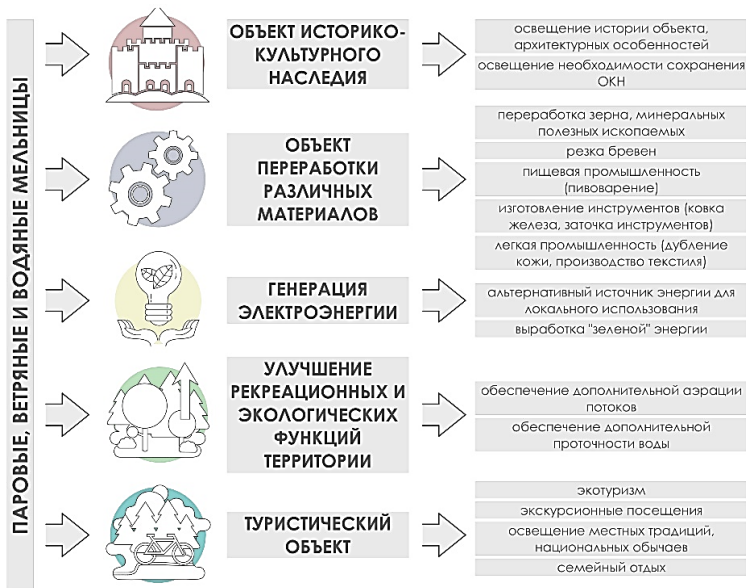 ПАРОВЫЕ, ВЕТРЯНЫЕ И ВОДЯНЫЕ МЕЛЬНИЦЫ
ОБЪЕКТ ИСТОРИКО-
КУЛЬТУРНОГО
НАСЛЕДИЯ
освещение истории объекта,
архитектурных особенностей
освещение необходимости сохранения
ОКН
ОБЪЕКТ
ПЕРЕРАБОТКИ
РАЗЛИЧНЫХ
МАТЕРИАЛОВ
переработка зерна, минеральных
полезных ископаемых
резка бревен
пищевая промышленность
(пивоварение)
изготовление инструментов (ковка
железа, заточка инструментов)
легкая промышленность (дубление
кожи, производство текстиля)
ГЕНЕРАЦИЯ
ЭЛЕКТРОЭНЕРГИИ
альтернативный источник энергии для
локального использования
выработка "зеленой" энергии
УЛУЧШЕНИЕ
РЕКРЕАЦИОННЫХ И
ЭКОЛОГИЧЕСКИХ
ФУНКЦИЙ
ТЕРРИТОРИИ
обеспечение дополнительной аэрации
потоков
обеспечение дополнительной
проточности воды
ТУРИСТИЧЕСКИЙ
ОБЪЕКТ
экотуризм
экскурсионные посещения
освещение местных традиций,
национальных обычаев
семейный отдых